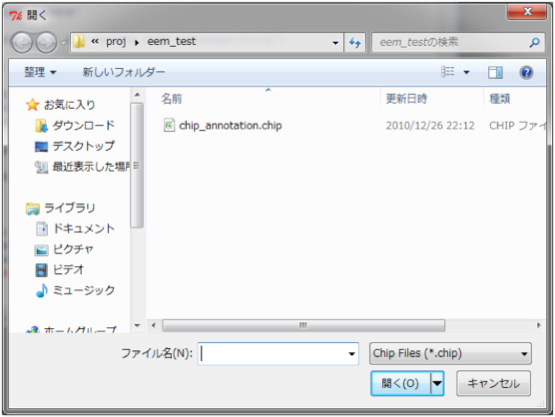 開く
« proj ▸ eem_test
eem_testの検索
整理 ▼ 新しいフォルダー
お気に入り
ダウンロード
デスクトップ
最近表示した場所
ライブラリ
ドキュメント
ピクチャ
ビデオ
ミュージック
ホームグループ
名前 更新日時 種類
chip_annotation.chip 2010/12/26 22:12 CHIP ファイ
ファイル名(N): Chip Files (*.chip)
開く(O) キャンセル